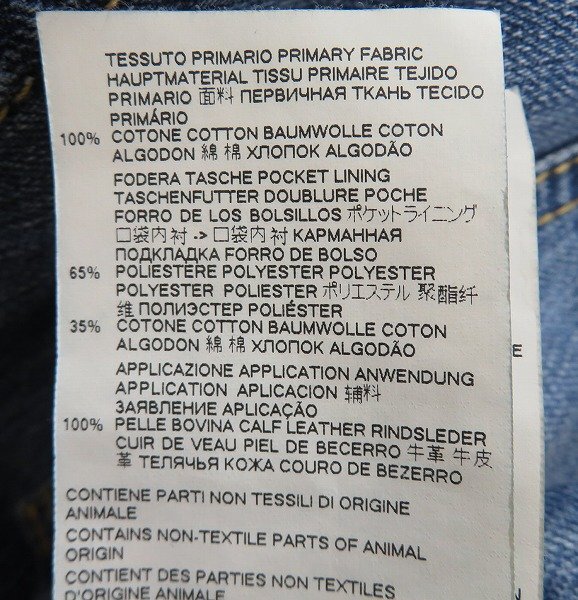 TESSUTO PRIMARIO PRIMARY FABRIC
HAUPTMATERIAL TISSU PRIMAIRE TEJIDO
PRIMARIO 面料 ПЕРВИЧНАЯ ТКАНЬ TECIDO
PRIMÁRIO
100% COTONE COTTON BAUMWOLLE COTON
ALGODON 綿 棉 ХЛОПОК ALGODÃO
FODERA TASCHE POCKET LINING
TASCHENFUTTER DOUBLURE POCHE
FORRO DE LOS BOLSILLOS ポケットライニング
口袋内衬 -> 口袋内衬 КАРМАННАЯ
ПОДКЛАДКА FORRO DE BOLSO
65% POLIESTERE POLYESTER POLYESTER
POLYESTER POLIESTER ポリエステル 聚酯纤
维 ПОЛИЭСТЕР POLIÉSTER
35% COTONE COTTON BAUMWOLLE COTON
ALGODON 綿 棉 ХЛОПОК ALGODÃO
APPLICAZIONE APPLICATION ANWENDUNG
APPLICATION APLICACION 辅料
ЗАЯВЛЕНИЕ APLICAÇÃO
100% PELLE BOVINA CALF LEATHER RINDSLEDER
CUIR DE VEAU PIEL DE BECERRO 牛革 牛皮
革 ТЕЛЯЧЬЯ КОЖА COURO DE BEZERRO
CONTIENE PARTI NON TESSILI DI ORIGINE
ANIMALE
CONTAINS NON-TEXTILE PARTS OF ANIMAL
ORIGIN
CONTIENT DES PARTIES NON TEXTILES
D'ORIGINE ANIMALE
E